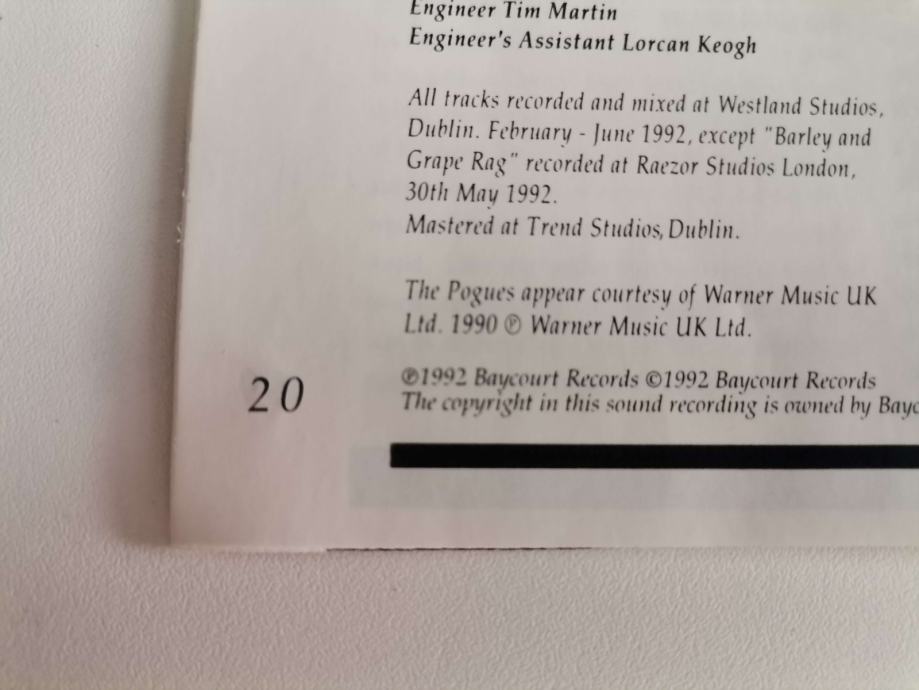 Engineer Tim Martin
Engineer's Assistant Lorcan Keogh
All tracks recorded and mixed at Westland Studios,
Dublin. February - June 1992, except "Barley and
Grape Rag" recorded at Raezor Studios London,
30th May 1992.
Mastered at Trend Studios, Dublin.
The Pogues appear courtesy of Warner Music UK
Ltd. 1990 ℗ Warner Music UK Ltd.
℗1992 Baycourt Records ©1992 Baycourt Records
The copyright in this sound recording is owned by Bayc
20